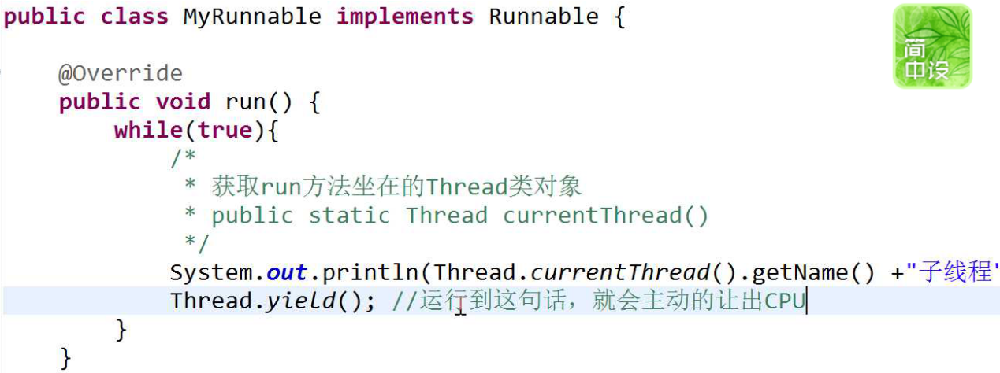 public class MyRunnable implements Runnable {
@Override
public void run() {
while(true){
/*
* 获取run方法坐在的Thread类对象
* public static Thread currentThread()
*/
System.out.println(Thread.currentThread().getName() +"子线程"
Thread.yield(); //运行到这句话，就会主动的让出CPU
}
}
简
中设